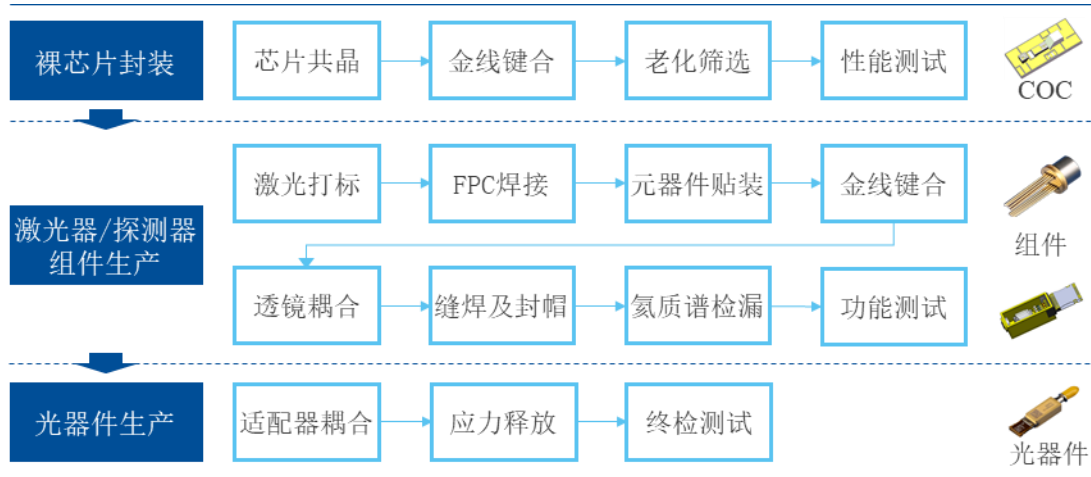 裸芯片封装
芯片共晶
金线键合
老化筛选
性能测试
COC
激光器/探测器
组件生产
激光打标
FPC焊接
元器件贴装
金线键合
组件
透镜耦合
缝焊及封帽
氦质谱检漏
功能测试
光器件生产
适配器耦合
应力释放
终检测试
光器件